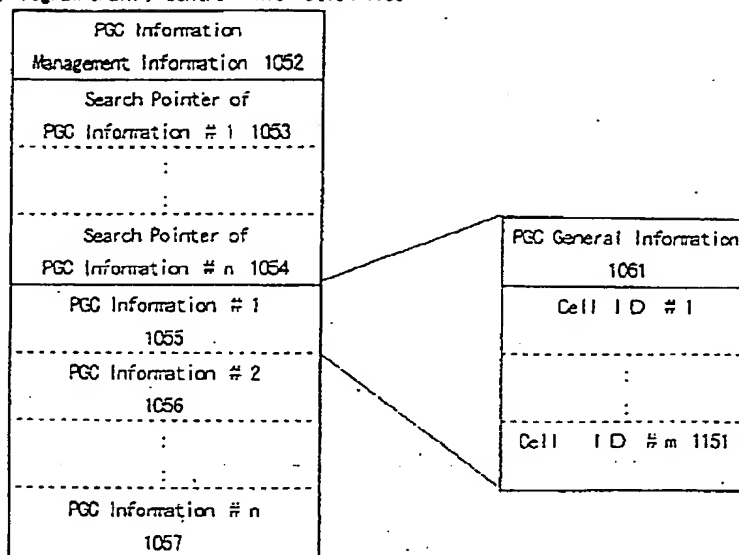 PGC Information
Management Information 1052
Search Pointer of
PGC Information # 1 1053
:
:
Search Pointer of
PGC Information # n 1054
PGC Information # 1
1055
PGC Information # 2
1056
:
:
PGC Information # n
1057
PGC General Information
1061
Cell ID # 1
:
:
Cell ID # m 1151